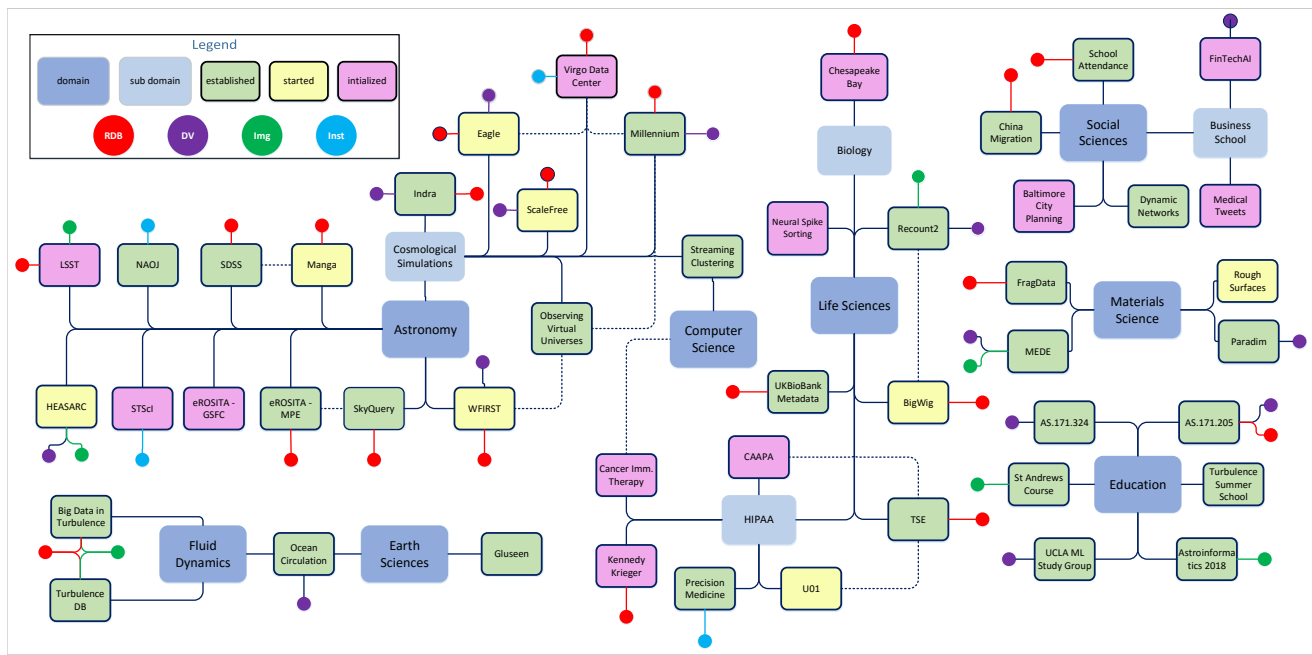 Legend
domain
sub domain
established
started
intialized
RDB
DV
Img
Inst
Virgo Data
Center
Eagle
Millennium
Indra
ScaleFree
Cosmological
Simulations
LSST
NAOJ
SDSS
Manga
Astronomy
Observing
Virtual
Universes
HEASARC
STScI
eROSITA -
GSFC
eROSITA -
MPE
SkyQuery
WFIRST
Streaming
Clustering
Computer
Science
Chesapeake
Bay
Biology
Neural Spike
Sorting
Recount2
Life Sciences
UKBioBank
Metadata
BigWig
Cancer Imm.
Therapy
CAAPA
HIPAA
TSE
Kennedy
Krieger
Precision
Medicine
U01
School
Attendance
FinTechAI
China
Migration
Social
Sciences
Business
School
Baltimore
City
Planning
Dynamic
Networks
Medical
Tweets
FragData
Materials
Science
Rough
Surfaces
MEDE
Paradim
AS.171.324
AS.171.205
St Andrews
Course
Education
Turbulence
Summer
School
UCLA ML
Study Group
Astroinforma
tics 2018
Big Data in
Turbulence
Fluid
Dynamics
Ocean
Circulation
Earth
Sciences
Gluseen
Turbulence
DB